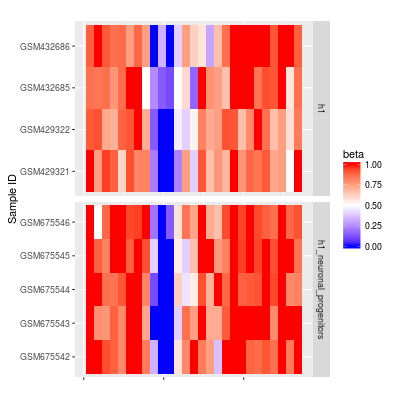 Sample ID
GSM432686
GSM432685
GSM429322
GSM429321
h1
GSM675546
GSM675545
GSM675544
GSM675543
GSM675542
h1_neuronal_progenitors
beta
1.00
0.75
0.50
0.25
0.00